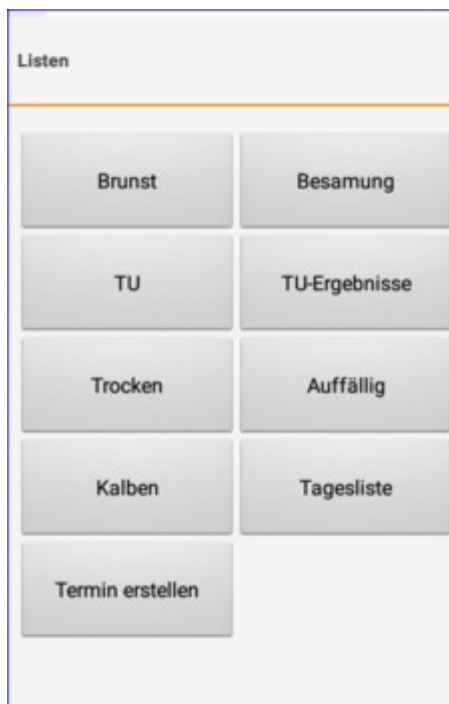 Listen
Brunst
Besamung
TU
TU-Ergebnisse
Trocken
Auffällig
Kalben
Tagesliste
Termin erstellen